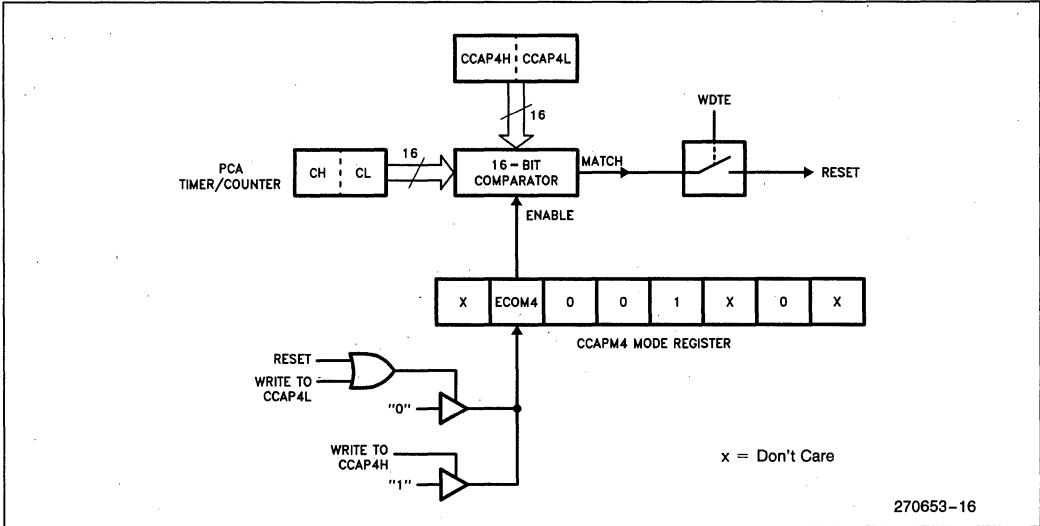 CCAP4H CCAP4L
16
WDTE
PCA
TIMER/COUNTER
CH CL
16
16-BIT
COMPARATOR
MATCH
RESET
ENABLE
X ECOM4 0 0 1 X 0 X
CCAPM4 MODE REGISTER
RESET
WRITE TO
CCAP4L
"0"
WRITE TO
CCAP4H
"1"
x = Don't Care
270653-16